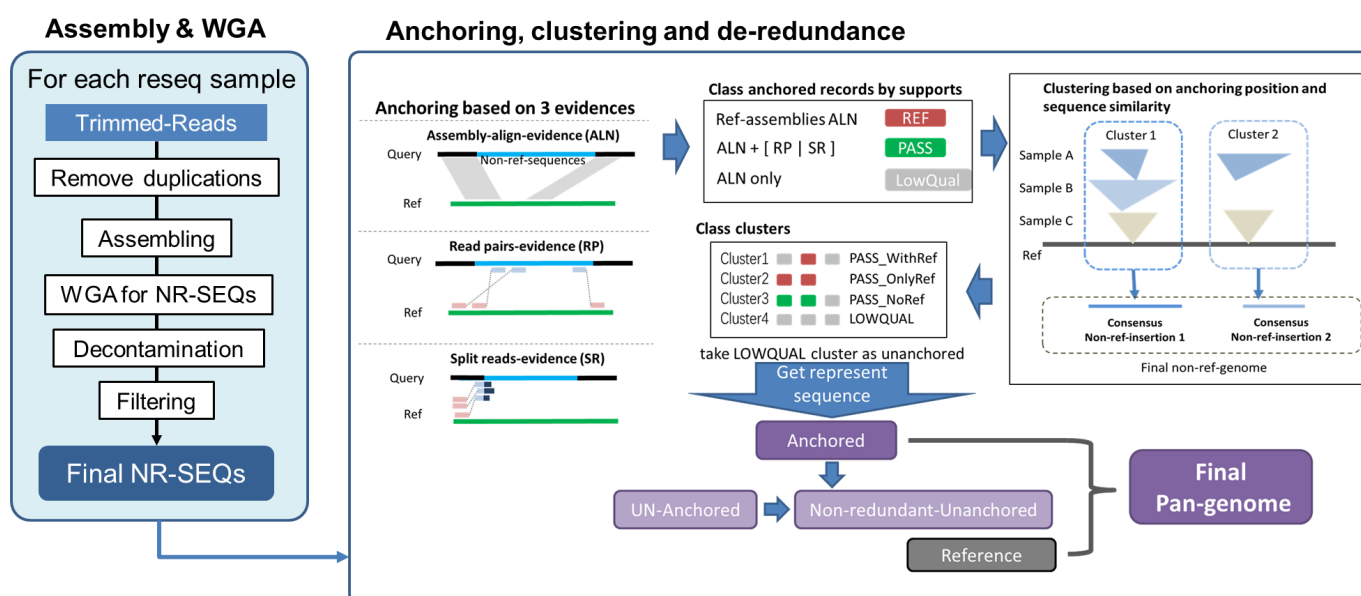 Assembly & WGA
For each reseq sample
Trimmed-Reads
Remove duplications
Assembling
WGA for NR-SEQs
Decontamination
Filtering
Final NR-SEQs
Anchoring, clustering and de-redundance
Anchoring based on 3 evidences
Assembly-align-evidence (ALN)
Query
Non-ref-sequences
Ref
Read pairs-evidence (RP)
Query
Ref
Split reads-evidence (SR)
Query
Ref
Class anchored records by supports
Ref-assemblies ALN REF
ALN + [ RP | SR ] PASS
ALN only LowQual
Clustering based on anchoring position and
sequence similarity
Cluster 1 Cluster 2
Sample A
Sample B
Sample C
Ref
Consensus
Non-ref-insertion 1
Consensus
Non-ref-insertion 2
Final non-ref-genome
Class clusters
Cluster1 PASS_WithRef
Cluster2 PASS_OnlyRef
Cluster3 PASS_NoRef
Cluster4 LOWQUAL
take LOWQUAL cluster as unanchored
Get represent
sequence
Anchored
UN-Anchored
Non-redundant-Unanchored
Reference
Final
Pan-genome